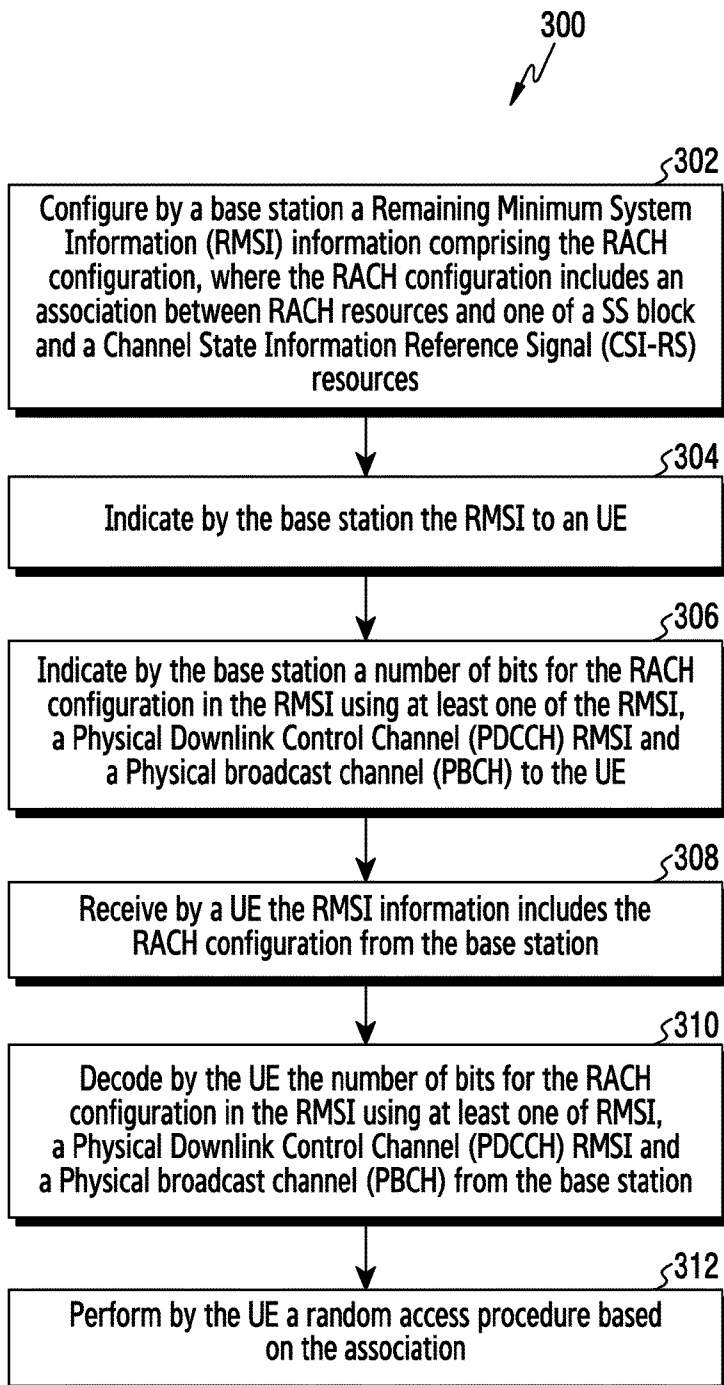 300
302
Configure by a base station a Remaining Minimum System
Information (RMSI) information comprising the RACH
configuration, where the RACH configuration includes an
association between RACH resources and one of a SS block
and a Channel State Information Reference Signal (CSI-RS)
resources
304
Indicate by the base station the RMSI to an UE
306
Indicate by the base station a number of bits for the RACH
configuration in the RMSI using at least one of the RMSI,
a Physical Downlink Control Channel (PDCCH) RMSI and
a Physical broadcast channel (PBCH) to the UE
308
Receive by a UE the RMSI information includes the
RACH configuration from the base station
310
Decode by the UE the number of bits for the RACH
configuration in the RMSI using at least one of RMSI,
a Physical Downlink Control Channel (PDCCH) RMSI and
a Physical broadcast channel (PBCH) from the base station
312
Perform by the UE a random access procedure based
on the association